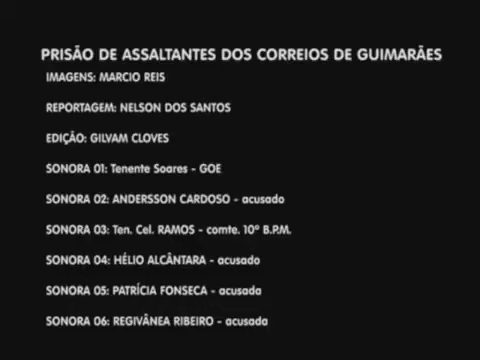 PRISÃO DE ASSALTANTES DOS CORREIOS DE GUIMARÃES
IMAGENS: MARCIO REIS
REPORTAGEM: NELSON DOS SANTOS
EDIÇÃO: GILVAM CLOVES
SONORA 01: Tenente Soares - GOE
SONORA 02: ANDERSSON CARDOSO - acusado
SONORA 03: Ten. Cel. RAMOS - comte. 10º B.P.M.
SONORA 04: HÉLIO ALCÂNTARA - acusado
SONORA 05: PATRÍCIA FONSECA - acusada
SONORA 06: REGIVÂNEA RIBEIRO - acusada